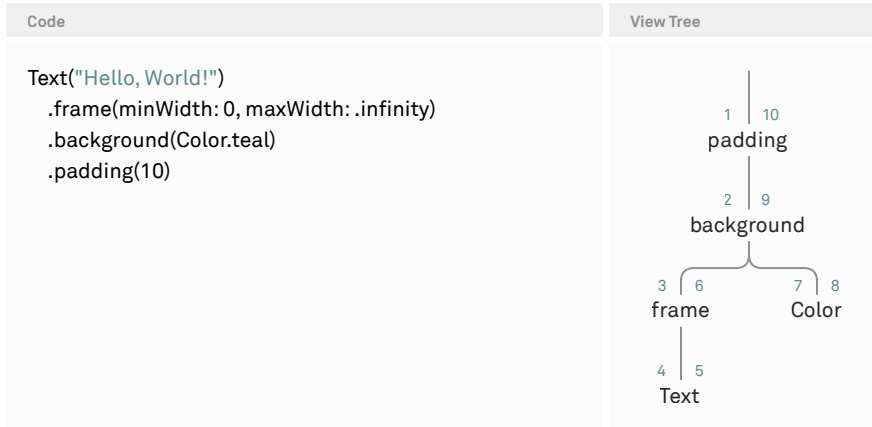 Code
View Tree
Text("Hello, World!")
.frame(minWidth: 0, maxWidth: .infinity)
.background(Color.teal)
.padding(10)
1 10
padding
2 9
background
3 6 7 8
frame Color
4 5
Text